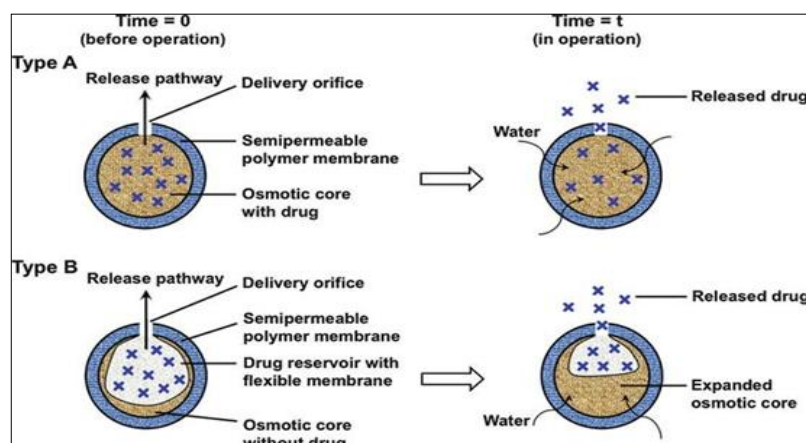 Time = 0
(before operation)
Time = t
(in operation)
Type A
Release pathway
Delivery orifice
Semipermeable
polymer membrane
Osmotic core
with drug
Water
Released drug
Type B
Release pathway
Delivery orifice
Semipermeable
polymer membrane
Drug reservoir with
flexible membrane
Osmotic core
without drug
Water
Released drug
Expanded
osmotic core